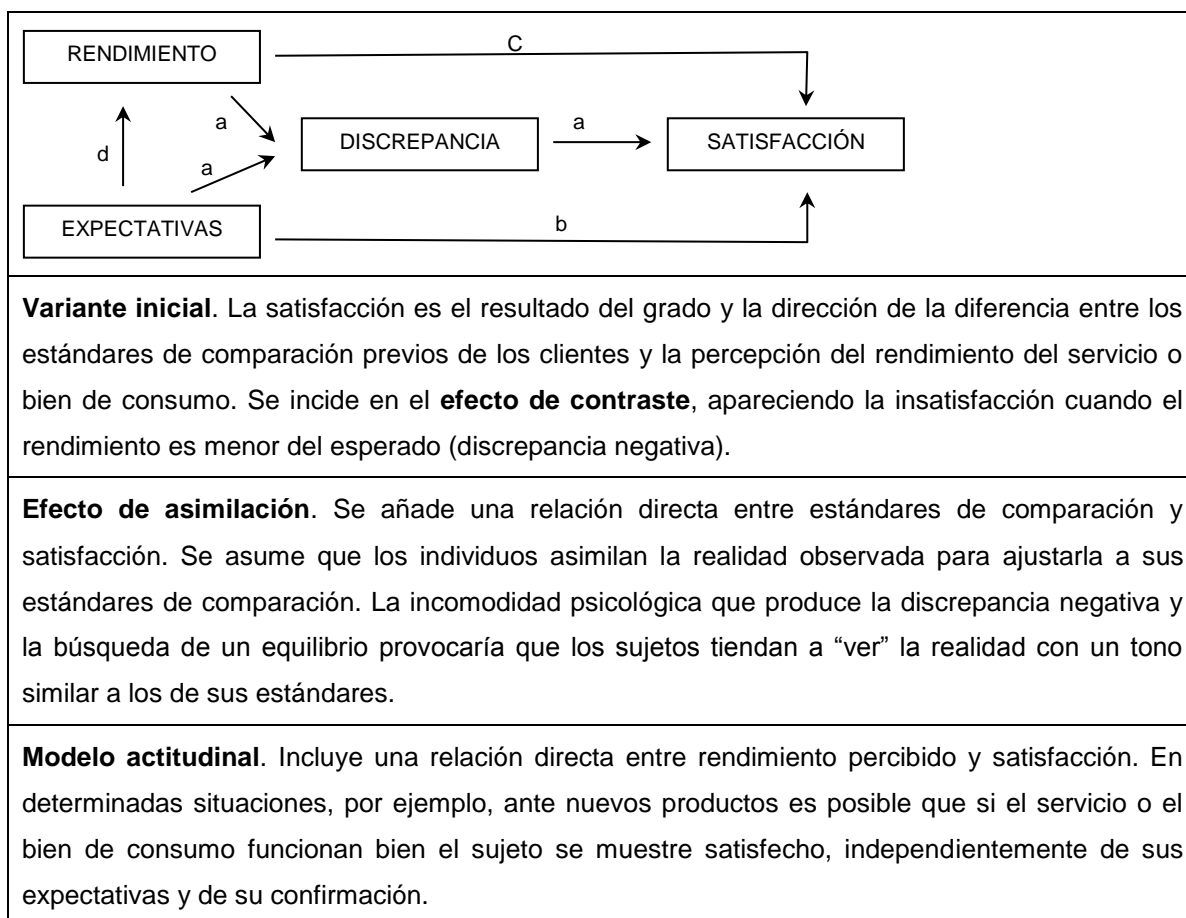 C
RENDIMIENTO
a
DISCREPANCIA
a
SATISFACCIÓN
d
a
EXPECTATIVAS
b
Variante inicial. La satisfacción es el resultado del grado y la dirección de la diferencia entre los
estándares de comparación previos de los clientes y la percepción del rendimiento del servicio o
bien de consumo. Se incide en el efecto de contraste, apareciendo la insatisfacción cuando el
rendimiento es menor del esperado (discrepancia negativa).
Efecto de asimilación. Se añade una relación directa entre estándares de comparación y
satisfacción. Se asume que los individuos asimilan la realidad observada para ajustarla a sus
estándares de comparación. La incomodidad psicológica que produce la discrepancia negativa y
la búsqueda de un equilibrio provocaría que los sujetos tiendan a “ver” la realidad con un tono
similar a los de sus estándares.
Modelo actitudinal. Incluye una relación directa entre rendimiento percibido y satisfacción. En
determinadas situaciones, por ejemplo, ante nuevos productos es posible que si el servicio o el
bien de consumo funcionan bien el sujeto se muestre satisfecho, independientemente de sus
expectativas y de su confirmación.